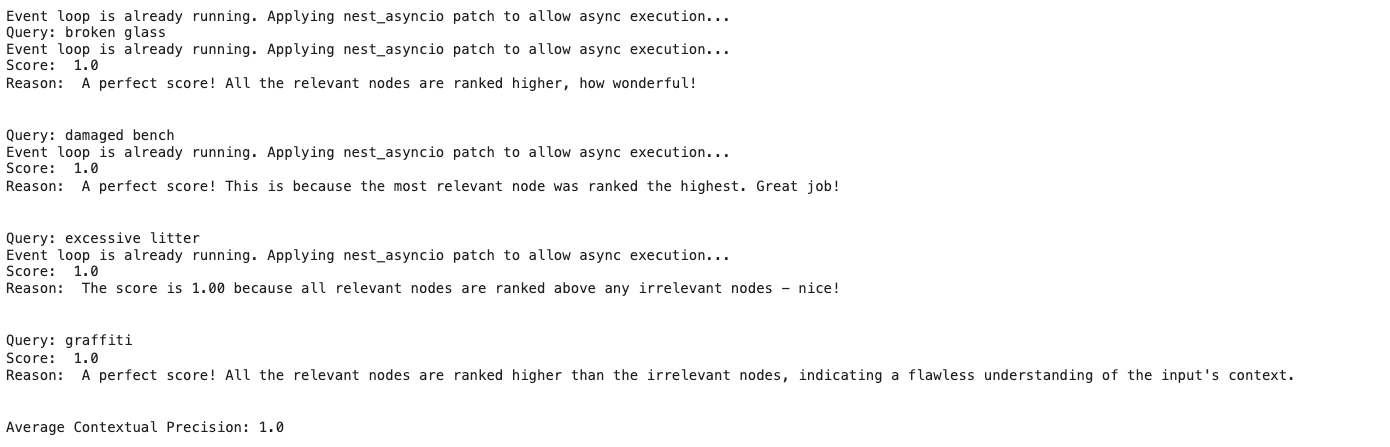 Event loop is already running. Applying nest_asyncio patch to allow async execution...
Query: broken glass
Event loop is already running. Applying nest_asyncio patch to allow async execution...
Score:  1.0
Reason:  A perfect score! All the relevant nodes are ranked higher, how wonderful!
Query: damaged bench
Event loop is already running. Applying nest_asyncio patch to allow async execution...
Score:  1.0
Reason:  A perfect score! This is because the most relevant node was ranked the highest. Great job!
Query: excessive litter
Event loop is already running. Applying nest_asyncio patch to allow async execution...
Score:  1.0
Reason:  The score is 1.00 because all relevant nodes are ranked above any irrelevant nodes – nice!
Query: graffiti
Score:  1.0
Reason:  A perfect score! All the relevant nodes are ranked higher than the irrelevant nodes, indicating a flawless understanding of the input's context.
Average Contextual Precision: 1.0